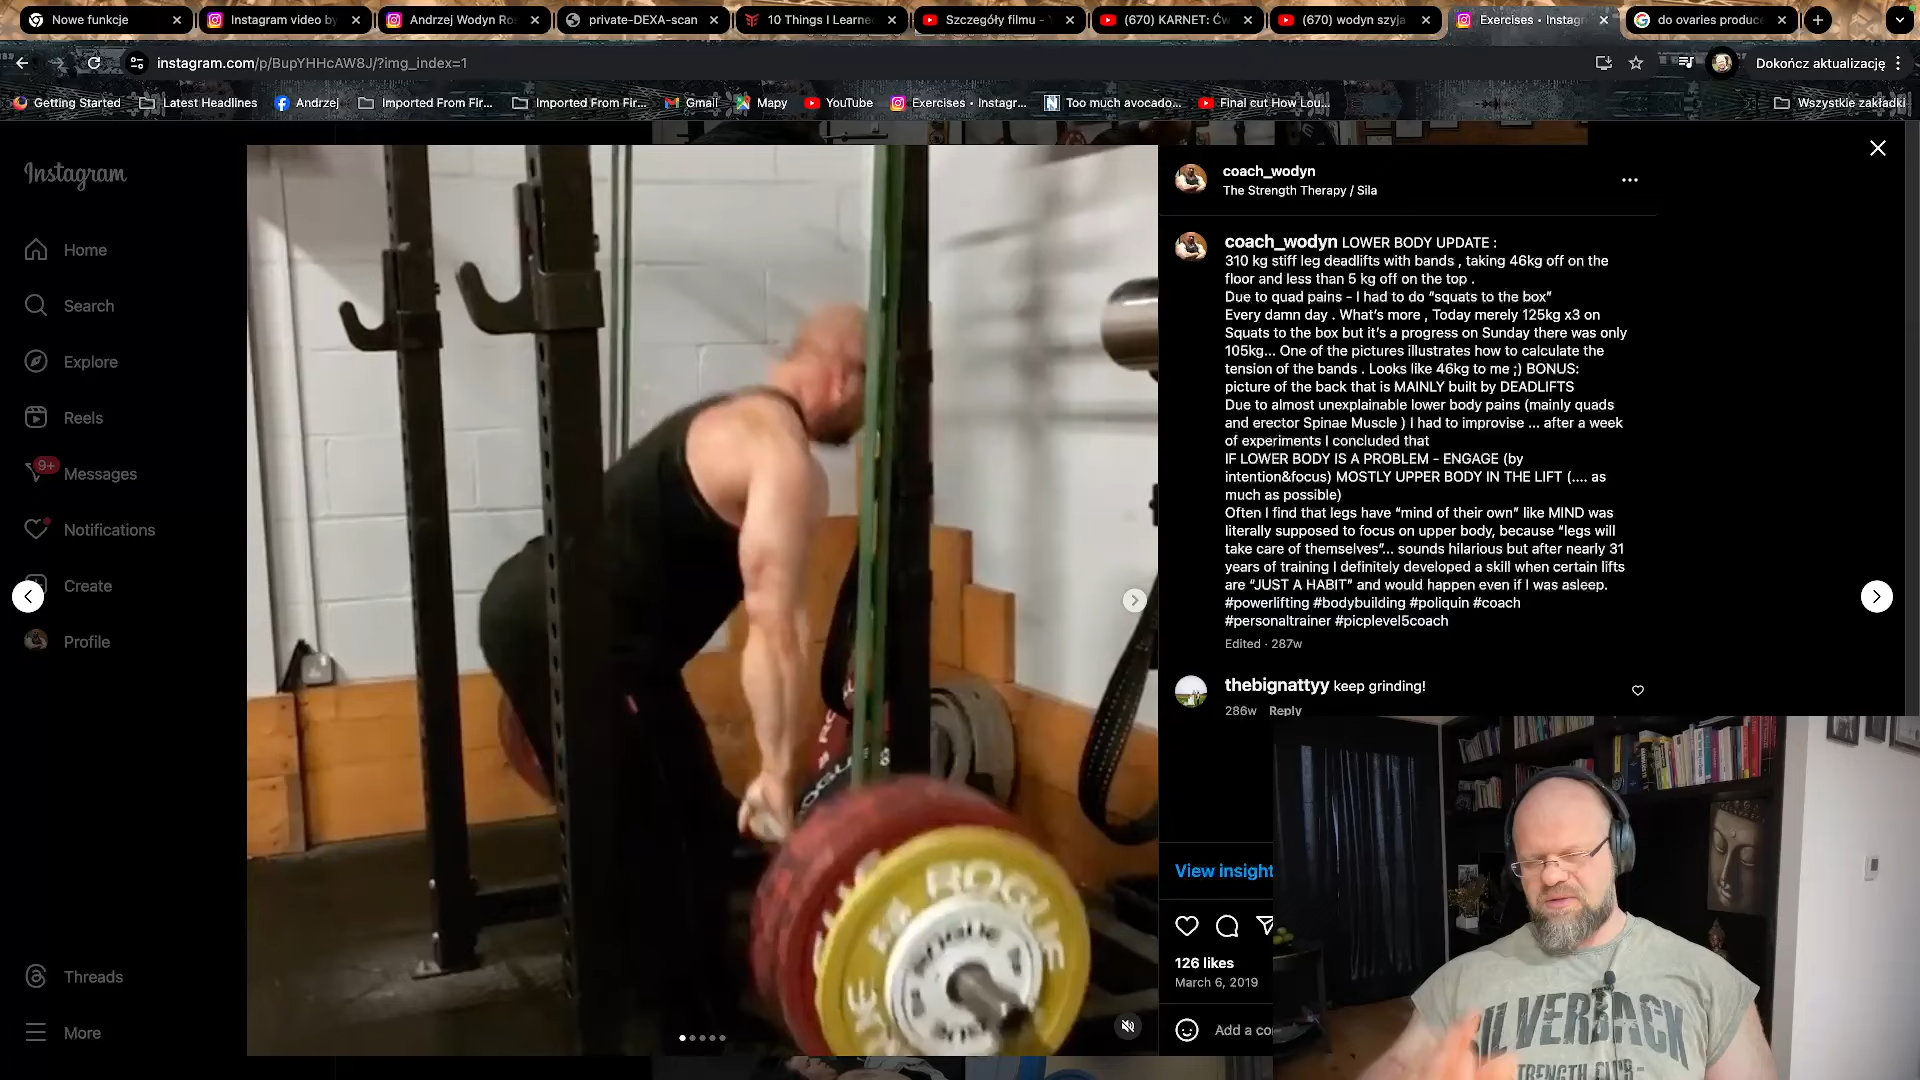 Nowe funkcje
Instagram video by
Andrzej Wodyn Ros
private-DEXA-scan
10 Things I Learne
Szczegóły filmu - Y
(670) KARNET: Ćw
(670) wodyn szyja
Exercises • Instagr
do ovaries produce
instagram.com/p/BupYHHcAW8J/?img_index=1
Dokończ aktualizację
Getting Started
Latest Headlines
Andrzej
Imported From Fir...
Imported From Fir...
Gmail
Mapy
YouTube
Exercises • Instagr...
Too much avocado...
Final cut How Lou...
Wszystkie zakładki
Instagram
Home
Search
Explore
Reels
9+
Messages
Notifications
Create
Profile
Threads
More
coach_wodyn
The Strength Therapy / Sila
coach_wodyn LOWER BODY UPDATE :
310 kg stiff leg deadlifts with bands , taking 46kg off on the
floor and less than 5 kg off on the top .
Due to quad pains - I had to do “squats to the box”
Every damn day . What’s more , Today merely 125kg x3 on
Squats to the box but it’s a progress on Sunday there was only
105kg... One of the pictures illustrates how to calculate the
tension of the bands . Looks like 46kg to me ;) BONUS:
picture of the back that is MAINLY built by DEADLIFTS
Due to almost unexplainable lower body pains (mainly quads
and erector Spinae Muscle ) I had to improvise ... after a week
of experiments I concluded that
IF LOWER BODY IS A PROBLEM - ENGAGE (by
intention&focus) MOSTLY UPPER BODY IN THE LIFT (.... as
much as possible)
Often I find that legs have “mind of their own” like MIND was
literally supposed to focus on upper body, because “legs will
take care of themselves”... sounds hilarious but after nearly 31
years of training I definitely developed a skill when certain lifts
are “JUST A HABIT” and would happen even if I was asleep.
#powerlifting #bodybuilding #poliquin #coach
#personaltrainer #picplevel5coach
Edited · 287w
thebignattyy keep grinding!
286w Reply
View insight
126 likes
March 6, 2019
Add a co
ROGUE
SILVERBACK
STRENGTH CLUB